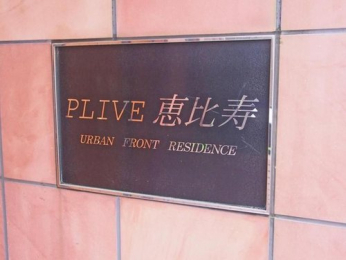 PLIVE 恵比寿
URBAN FRONT RESIDENCE